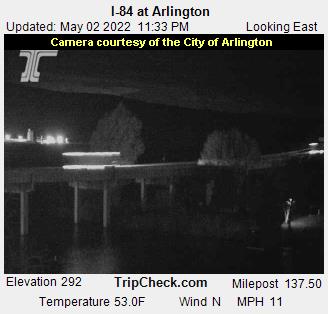 I-84 at Arlington
Updated: May 02 2022 11:33 PM Looking East
Camera courtesy of the City of Arlington
Elevation 292 TripCheck.com Milepost 137.50
Temperature 53.0F Wind N MPH 11